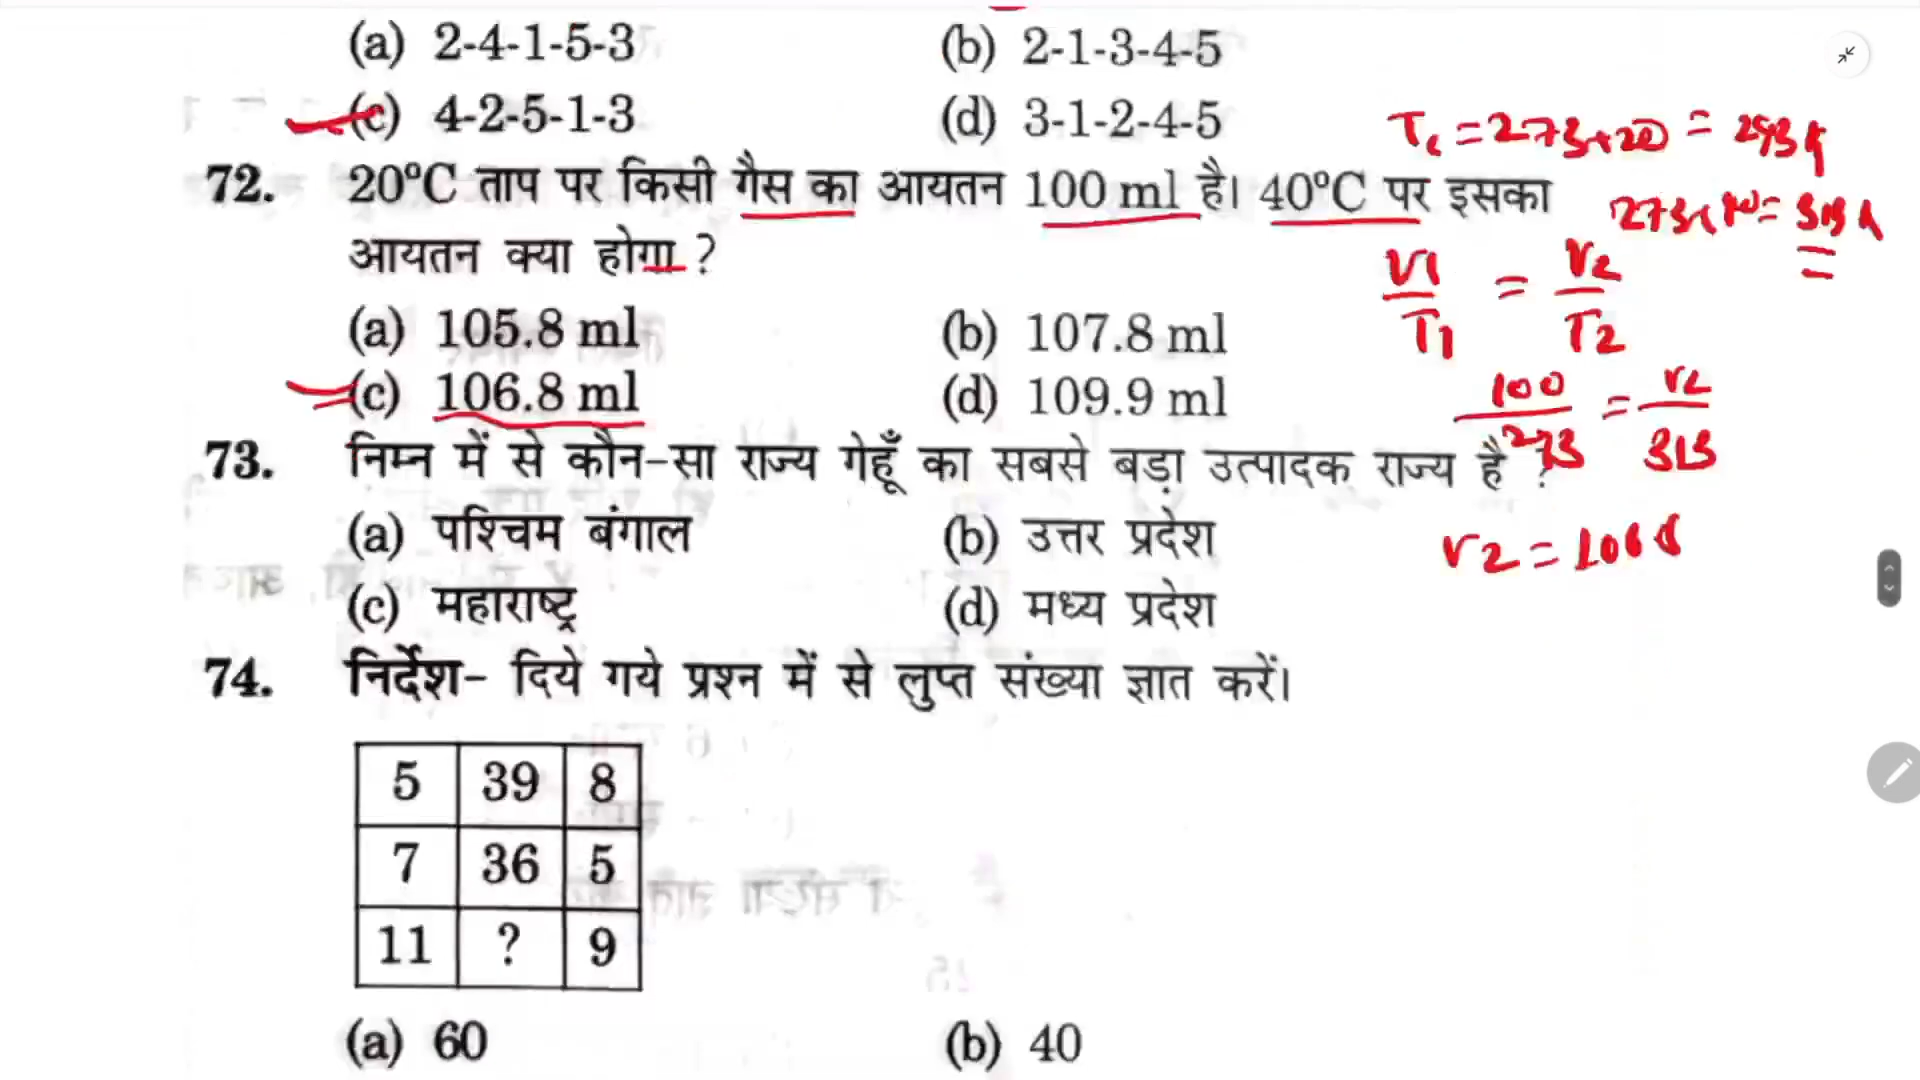 (a) 2-4-1-5-3 (b) 2-1-3-4-5
(c) 4-2-5-1-3 (d) 3-1-2-4-5
72. 20°C ताप पर किसी गैस का आयतन 100 ml है। 40°C पर इसका
आयतन क्या होगा ?
(a) 105.8 ml (b) 107.8 ml
(c) 106.8 ml (d) 109.9 ml
73. निम्न में से कौन-सा राज्य गेहूँ का सबसे बड़ा उत्पादक राज्य है ?
(a) पश्चिम बंगाल (b) उत्तर प्रदेश
(c) महाराष्ट्र (d) मध्य प्रदेश
74. निर्देश- दिये गये प्रश्न में से लुप्त संख्या ज्ञात करें।
5 39 8
7 36 5
11 ? 9
(a) 60 (b) 40
= 273+20 =
V1 = V2
T1 T2
100 = V2
273 313
V2 =